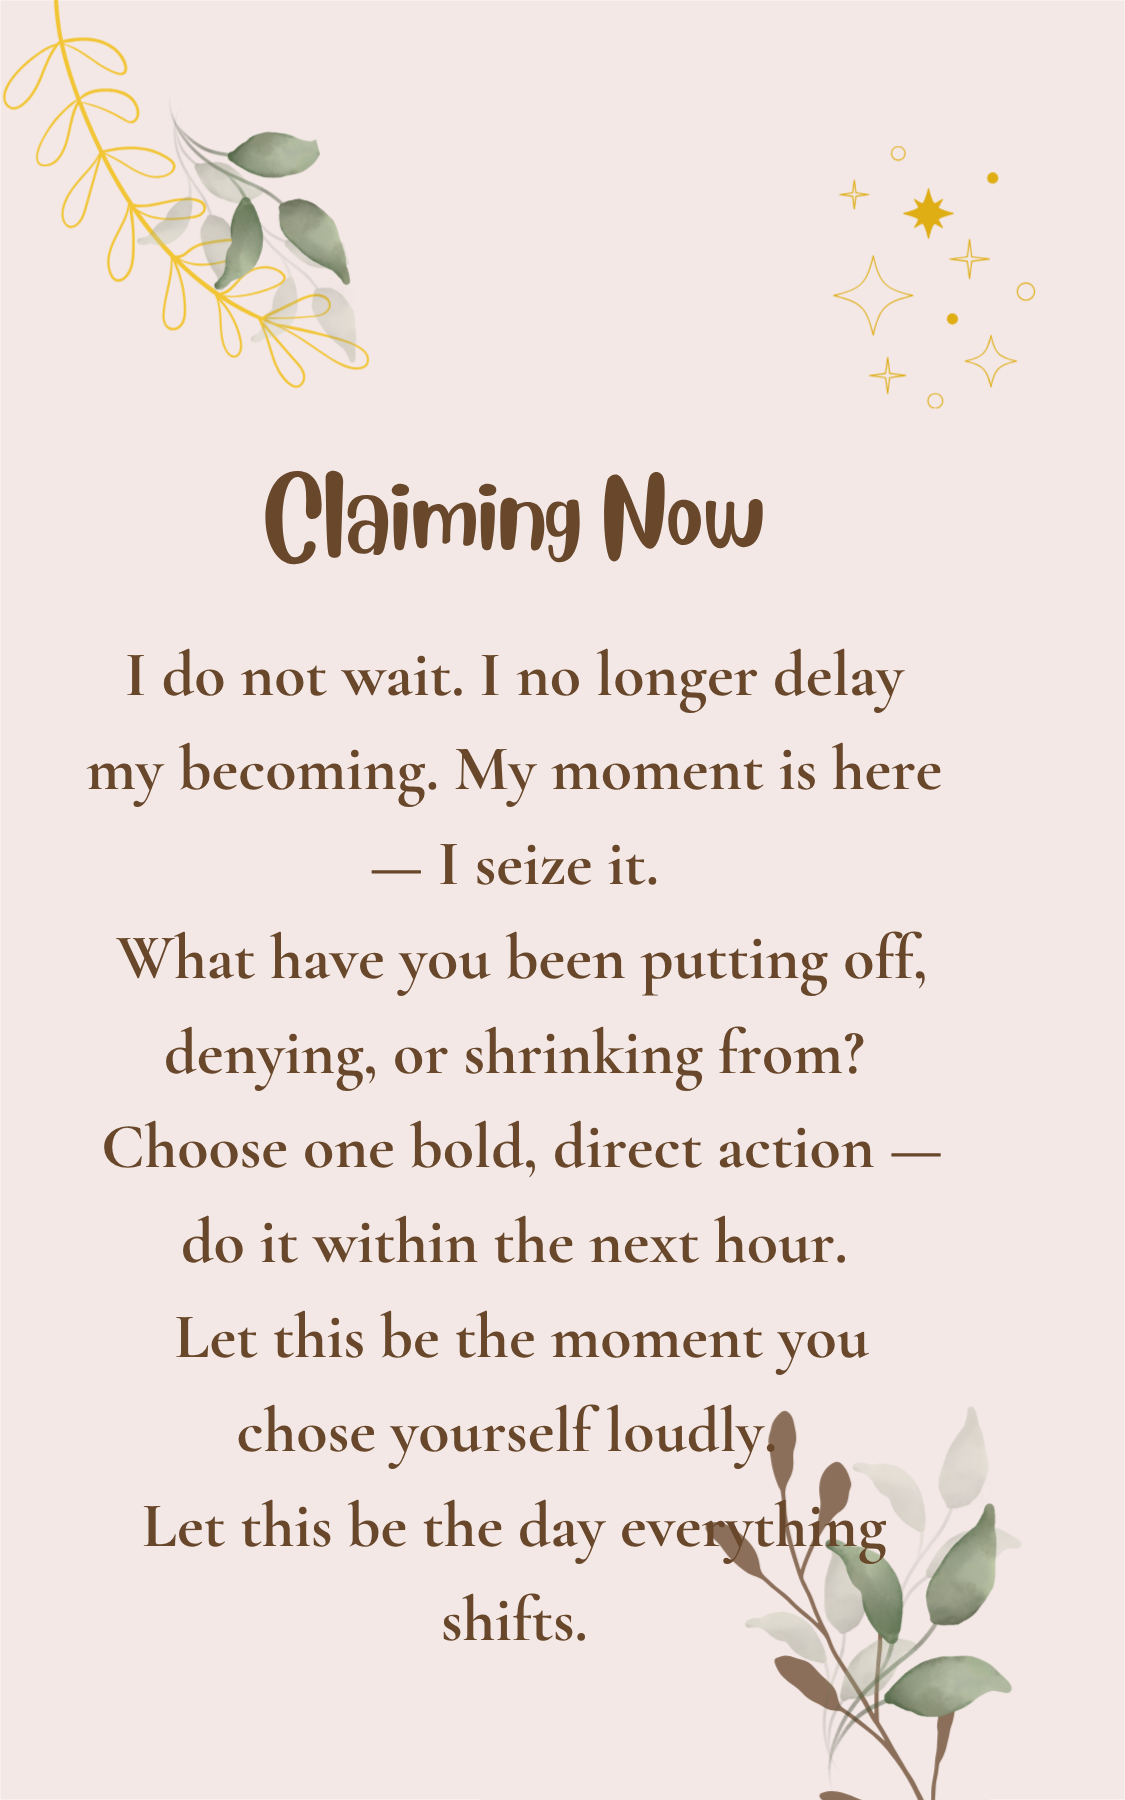 Claiming Now
I do not wait. I no longer delay
my becoming. My moment is here
— I seize it.
What have you been putting off,
denying, or shrinking from?
Choose one bold, direct action —
do it within the next hour.
Let this be the moment you
chose yourself loudly.
Let this be the day everything
shifts.